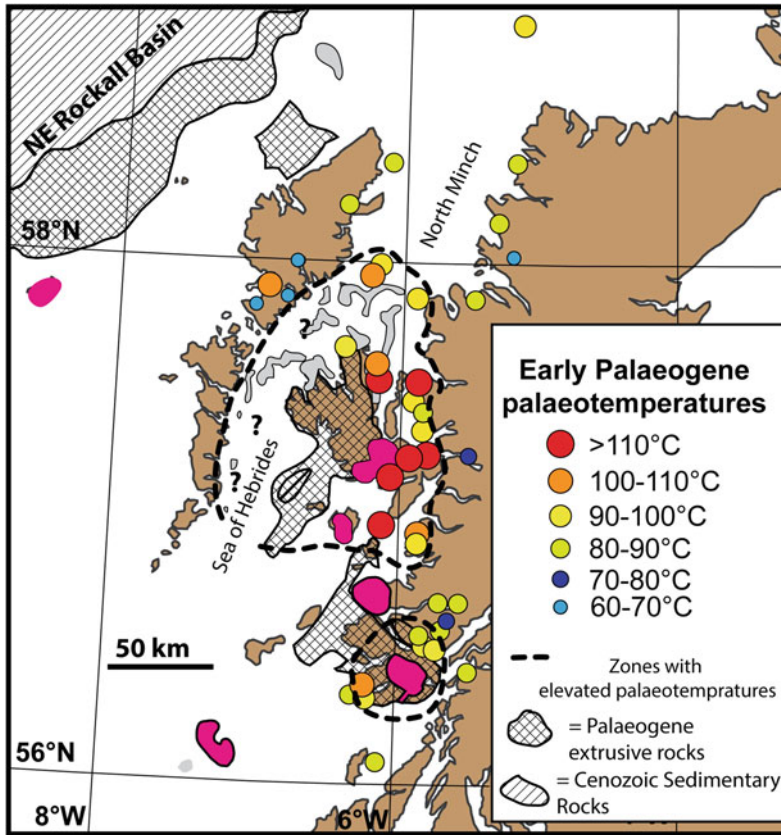 NE Rockall Basin
North Minch
58°N
?
?
?
Sea of Hebrides
50 km
56°N
8°W
6°W
Early Palaeogene
palaeotemperatures
>110°C
100-110°C
90-100°C
80-90°C
70-80°C
60-70°C
Zones with
elevated palaeotempratures
= Palaeogene
extrusive rocks
= Cenozoic Sedimentary
Rocks